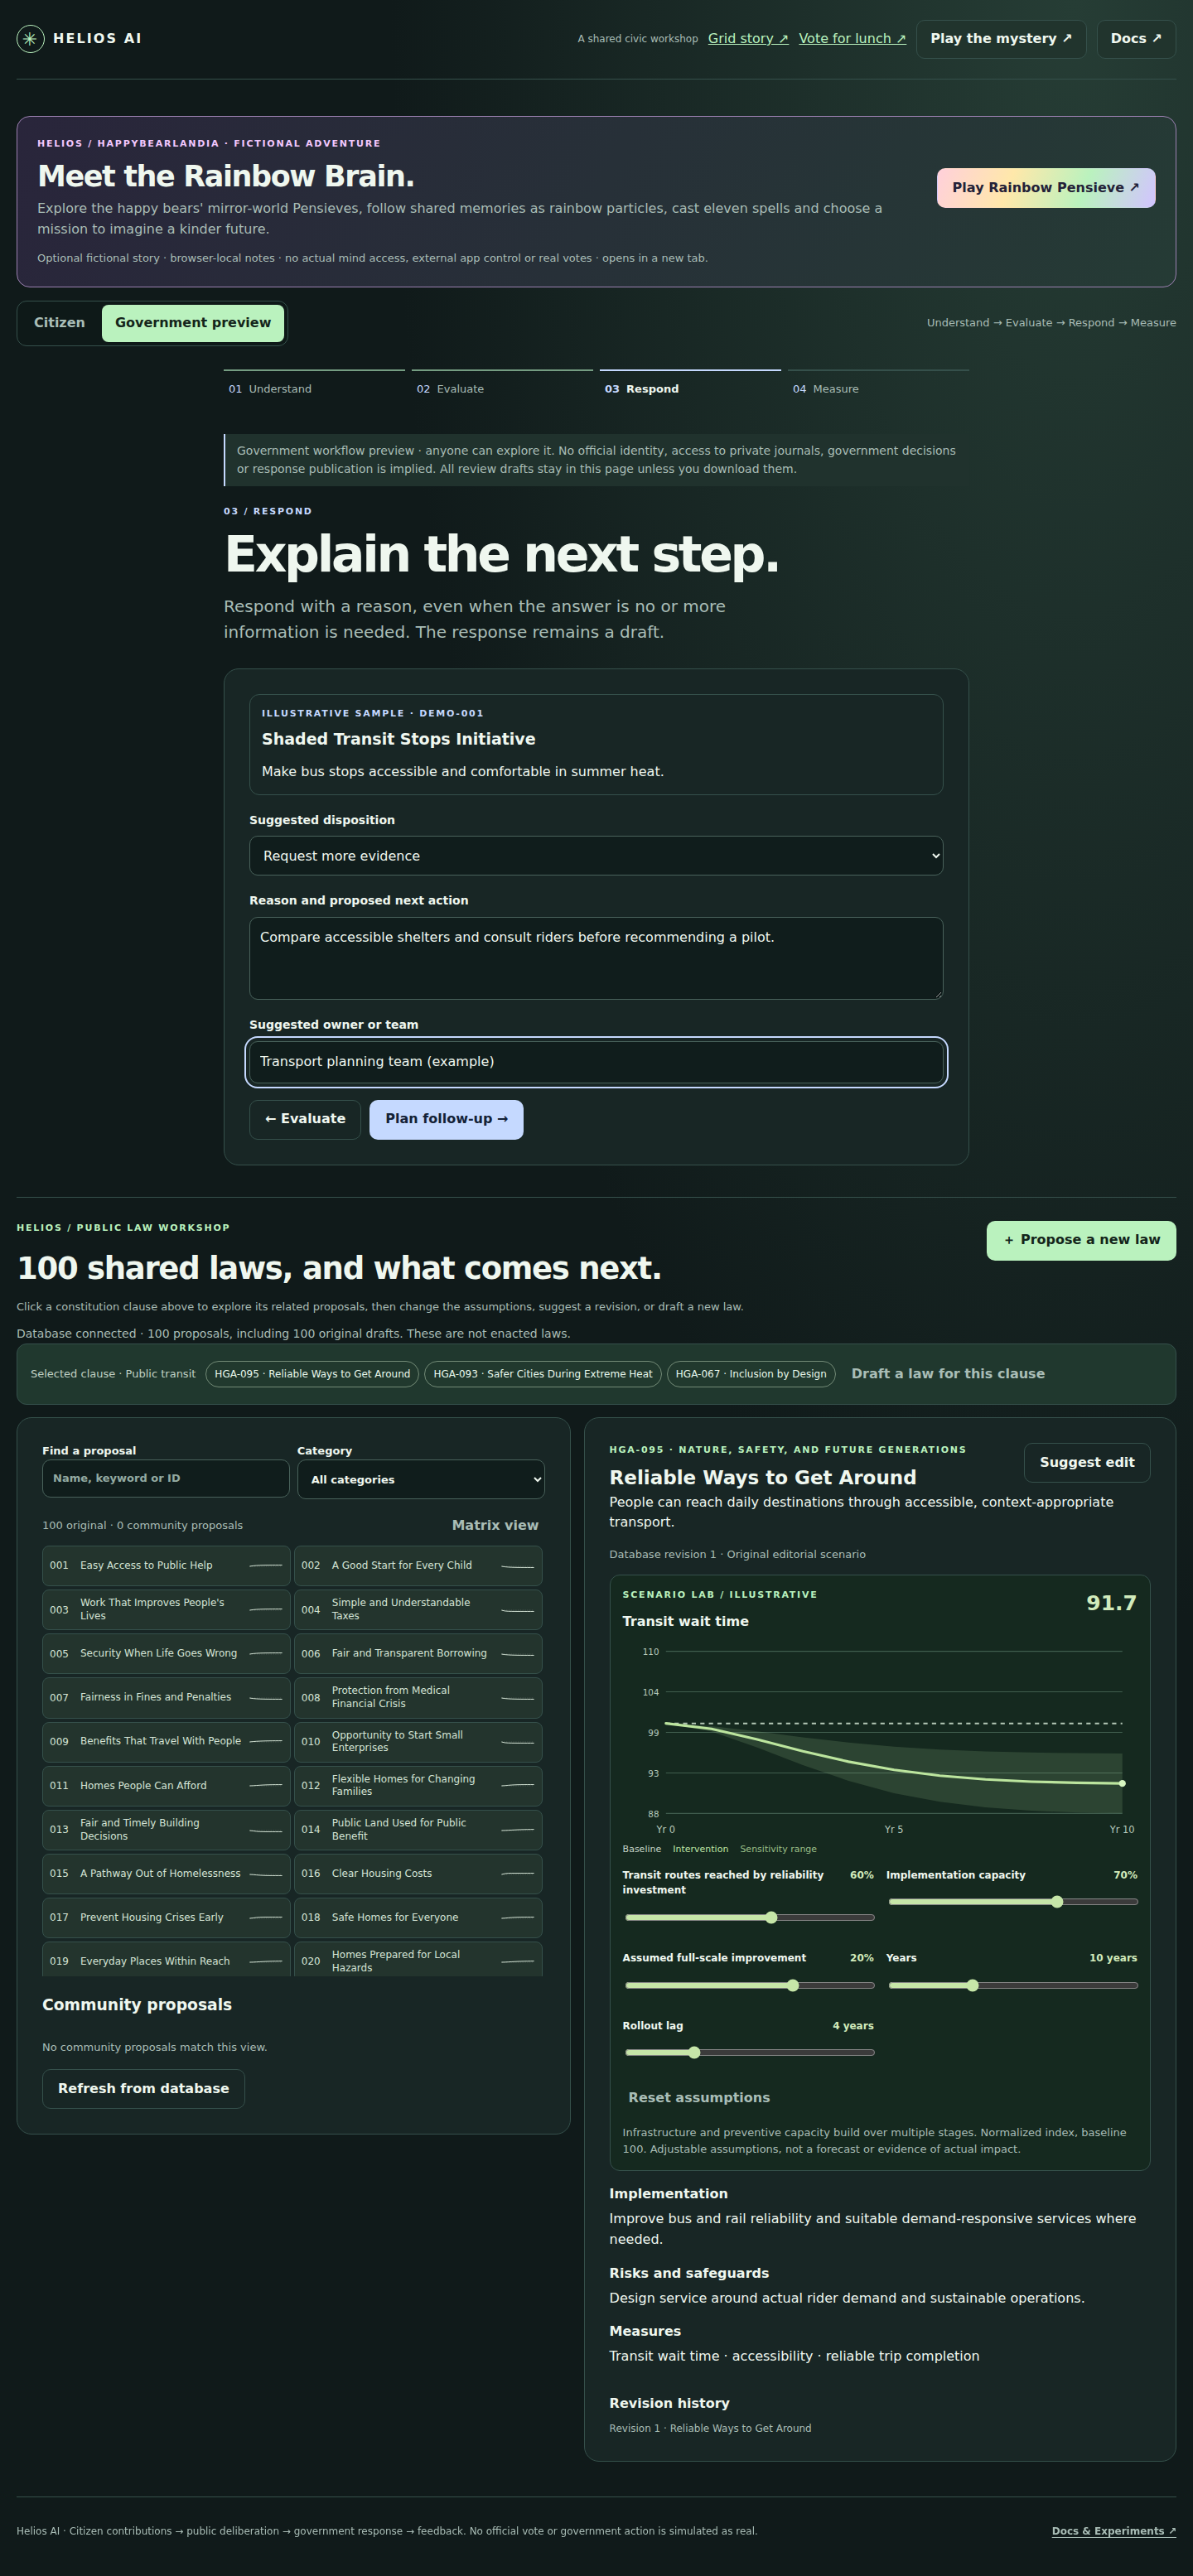 HELIOS AI
A shared civic workshop
Grid story ↗
Vote for lunch ↗
Play the mystery ↗
Docs ↗
HELIOS / HAPPYBEARLANDIA · FICTIONAL ADVENTURE
Meet the Rainbow Brain.
Explore the happy bears' mirror-world Pensieves, follow shared memories as rainbow particles, cast eleven spells and choose a
mission to imagine a kinder future.
Optional fictional story · browser-local notes · no actual mind access, external app control or real votes · opens in a new tab.
Play Rainbow Pensieve ↗
Citizen
Government preview
Understand → Evaluate → Respond → Measure
01 Understand
02 Evaluate
03 Respond
04 Measure
Government workflow preview · anyone can explore it. No official identity, access to private journals, government decisions
or response publication is implied. All review drafts stay in this page unless you download them.
03 / RESPOND
Explain the next step.
Respond with a reason, even when the answer is no or more
information is needed. The response remains a draft.
ILLUSTRATIVE SAMPLE · DEMO-001
Shaded Transit Stops Initiative
Make bus stops accessible and comfortable in summer heat.
Suggested disposition
Request more evidence
Reason and proposed next action
Compare accessible shelters and consult riders before recommending a pilot.
Suggested owner or team
Transport planning team (example)
← Evaluate
Plan follow-up →
HELIOS / PUBLIC LAW WORKSHOP
100 shared laws, and what comes next.
+ Propose a new law
Click a constitution clause above to explore its related proposals, then change the assumptions, suggest a revision, or draft a new law.
Database connected · 100 proposals, including 100 original drafts. These are not enacted laws.
Selected clause · Public transit
HGA-095 · Reliable Ways to Get Around
HGA-093 · Safer Cities During Extreme Heat
HGA-067 · Inclusion by Design
Draft a law for this clause
Find a proposal
Name, keyword or ID
Category
All categories
100 original · 0 community proposals
Matrix view
001 Easy Access to Public Help
002 A Good Start for Every Child
003 Work That Improves People's
Lives
004 Simple and Understandable
Taxes
005 Security When Life Goes Wrong
006 Fair and Transparent Borrowing
007 Fairness in Fines and Penalties
008 Protection from Medical
Financial Crisis
009 Benefits That Travel With People
010 Opportunity to Start Small
Enterprises
011 Homes People Can Afford
012 Flexible Homes for Changing
Families
013 Fair and Timely Building
Decisions
014 Public Land Used for Public
Benefit
015 A Pathway Out of Homelessness
016 Clear Housing Costs
017 Prevent Housing Crises Early
018 Safe Homes for Everyone
019 Everyday Places Within Reach
020 Homes Prepared for Local
Hazards
Community proposals
No community proposals match this view.
Refresh from database
HGA-095 · NATURE, SAFETY, AND FUTURE GENERATIONS
Reliable Ways to Get Around
Suggest edit
People can reach daily destinations through accessible, context-appropriate
transport.
Database revision 1 · Original editorial scenario
SCENARIO LAB / ILLUSTRATIVE
Transit wait time
91.7
110
104
99
93
88
Yr 0
Yr 5
Yr 10
Baseline
Intervention
Sensitivity range
Transit routes reached by reliability
investment
60%
Implementation capacity
70%
Assumed full-scale improvement
20%
Years
10 years
Rollout lag
4 years
Reset assumptions
Infrastructure and preventive capacity build over multiple stages. Normalized index, baseline
100. Adjustable assumptions, not a forecast or evidence of actual impact.
Implementation
Improve bus and rail reliability and suitable demand-responsive services where
needed.
Risks and safeguards
Design service around actual rider demand and sustainable operations.
Measures
Transit wait time · accessibility · reliable trip completion
Revision history
Revision 1 · Reliable Ways to Get Around
Helios AI · Citizen contributions → public deliberation → government response → feedback. No official vote or government action is simulated as real.
Docs & Experiments ↗